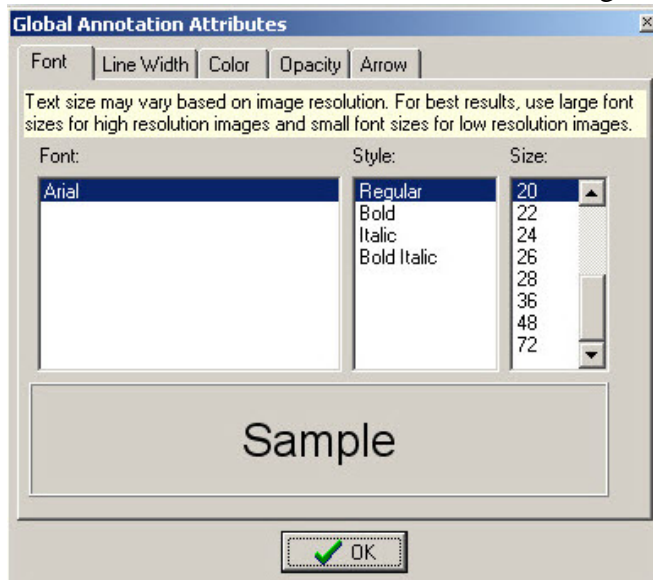 Global Annotation Attributes
Font Line Width Color Opacity Arrow
Text size may vary based on image resolution. For best results, use large font
sizes for high resolution images and small font sizes for low resolution images.
Font: Style: Size:
Arial Regular 20
Bold 22
Italic 24
Bold Italic 26
28
36
48
72
Sample
OK